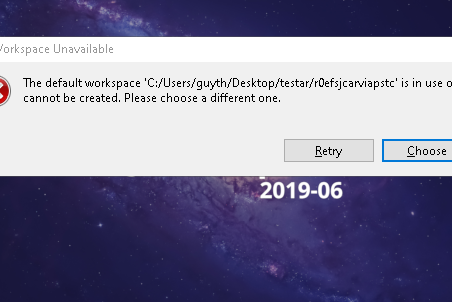 Workspace Unavailable
The default workspace 'C:/Users/guyth/Desktop/testar/r0efsjcarviapstc' is in use o
cannot be created. Please choose a different one.
Retry
Choose
2019-06